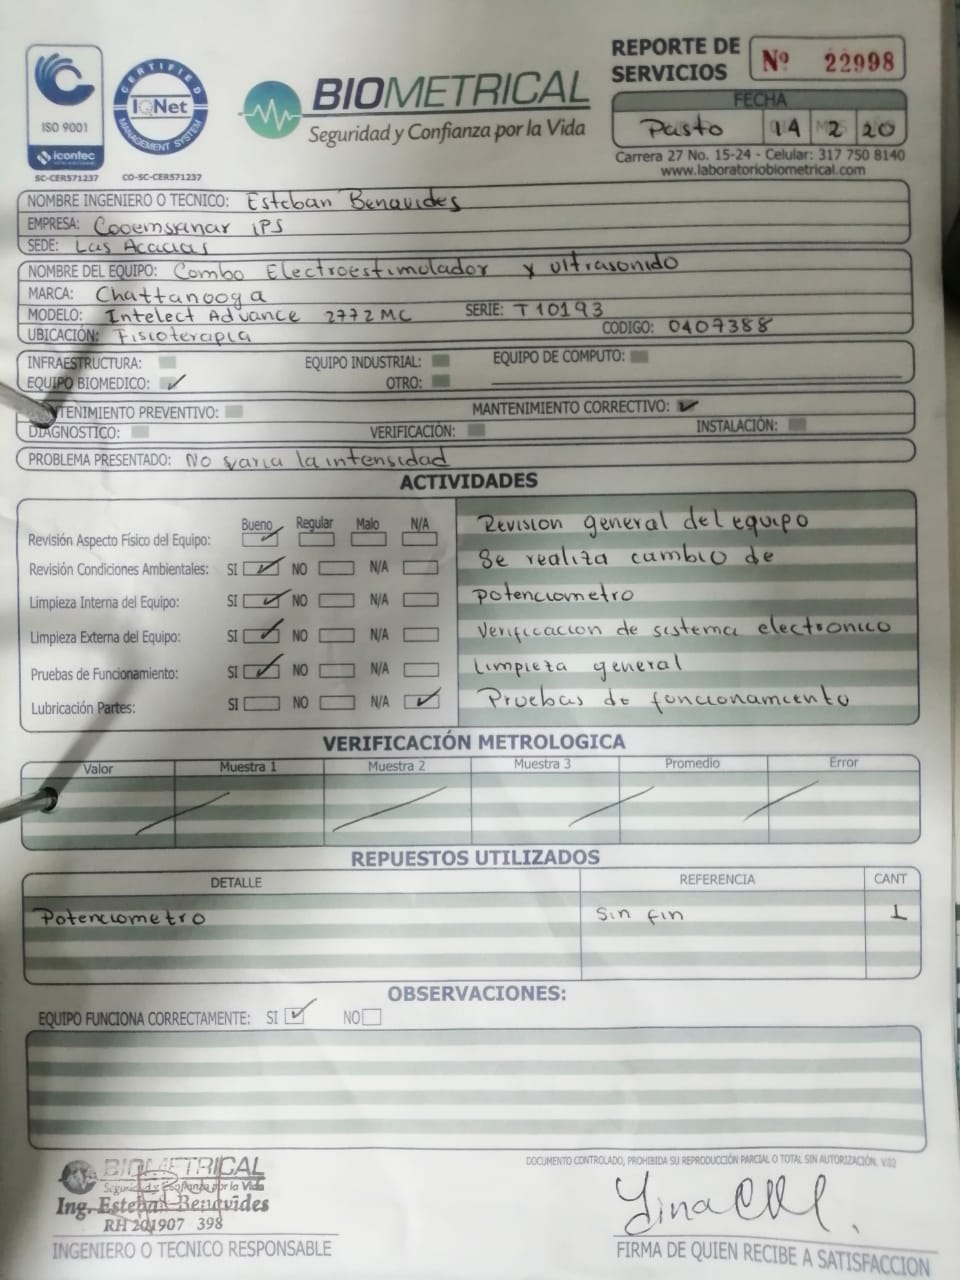 REPORTE DE SERVICIOS Nº 22998
ISO 9001
icontec
SC-CER571237
CERTIFIED
IQNet
MANAGEMENT SYSTEM
CO-SC-CER571237
BIOMETRICAL
Seguridad y Confianza por la Vida
FECHA
Pasto 14 2 20
Carrera 27 No. 15-24 - Celular: 317 750 8140
www.laboratoriobiometrical.com
NOMBRE INGENIERO O TECNICO: Esteban Benavides
EMPRESA: Cooemssanar iPS
SEDE: Las Acacias
NOMBRE DEL EQUIPO: Combo Electroestimolador y ultrasonido
MARCA: Chattanooga
MODELO: Intelect Advance 2772MC SERIE: T10193
UBICACIÓN: Fisioterapia CODIGO: 0407388
INFRAESTRUCTURA: EQUIPO INDUSTRIAL: EQUIPO DE COMPUTO:
EQUIPO BIOMEDICO: ✓ OTRO:
TENIMIENTO PREVENTIVO: MANTENIMIENTO CORRECTIVO: ✓
DIAGNOSTICO: VERIFICACIÓN: INSTALACIÓN:
PROBLEMA PRESENTADO: No varia la intensidad
ACTIVIDADES
Bueno Regular Malo N/A
Revisión Aspecto Físico del Equipo: ✓
Revisión Condiciones Ambientales: SI ✓ NO N/A
Limpieza Interna del Equipo: SI ✓ NO N/A
Limpieza Externa del Equipo: SI ✓ NO N/A
Pruebas de Funcionamiento: SI ✓ NO N/A
Lubricación Partes: SI NO N/A ✓
Revision general del equipo
Se realiza cambio de
potenciometro
Verificacion de sistema electronico
Limpieza general
Pruebas de foncionamiento
VERIFICACIÓN METROLOGICA
Valor Muestra 1 Muestra 2 Muestra 3 Promedio Error
REPUESTOS UTILIZADOS
DETALLE REFERENCIA CANT
Potenciometro Sin fin 1
OBSERVACIONES:
EQUIPO FUNCIONA CORRECTAMENTE: SI ✓ NO
DOCUMENTO CONTROLADO, PROHIBIDA SU REPRODUCCIÓN PARCIAL O TOTAL SIN AUTORIZACIÓN. V.02
BIOMETRICAL
Seguridad y Confianza por la Vida
Ing. Esteban Benavides
RH 201907 398
INGENIERO O TECNICO RESPONSABLE
FIRMA DE QUIEN RECIBE A SATISFACCION